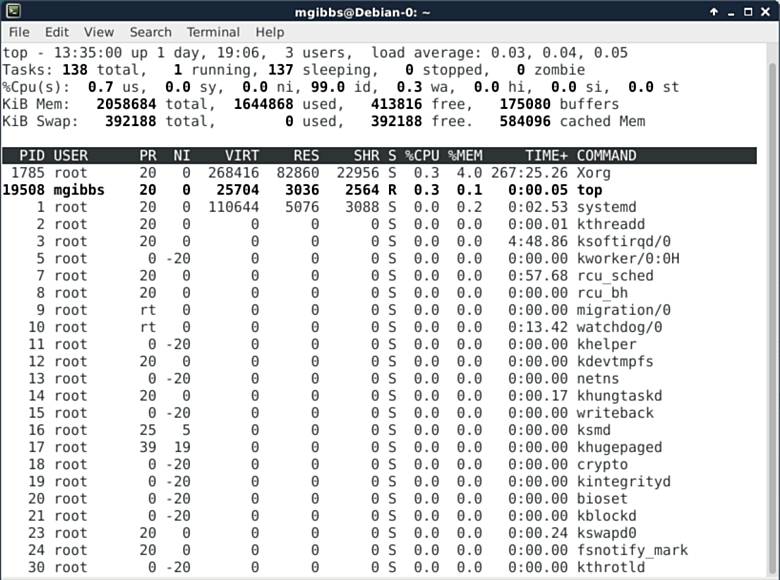 mgibbs@Debian-0: ~
File Edit View Search Terminal Help
top - 13:35:00 up 1 day, 19:06,  3 users,  load average: 0.03, 0.04, 0.05
Tasks: 138 total,   1 running, 137 sleeping,   0 stopped,   0 zombie
%Cpu(s):  0.7 us,  0.0 sy,  0.0 ni, 99.0 id,  0.3 wa,  0.0 hi,  0.0 si,  0.0 st
KiB Mem:   2058684 total,  1644868 used,   413816 free,   175080 buffers
KiB Swap:   392188 total,        0 used,   392188 free.   584096 cached Mem
PID USER PR NI VIRT RES SHR S %CPU %MEM TIME+ COMMAND
1785 root 20 0 268416 82860 22956 S 0.3 4.0 267:25.26 Xorg
19508 mgibbs 20 0 25704 3036 2564 R 0.3 0.1 0:00.05 top
1 root 20 0 110644 5076 3088 S 0.0 0.2 0:02.53 systemd
2 root 20 0 0 0 0 S 0.0 0.0 0:00.01 kthreadd
3 root 20 0 0 0 0 S 0.0 0.0 4:48.86 ksoftirqd/0
5 root 0 -20 0 0 0 S 0.0 0.0 0:00.00 kworker/0:0H
7 root 20 0 0 0 0 S 0.0 0.0 0:57.68 rcu_sched
8 root 20 0 0 0 0 S 0.0 0.0 0:00.00 rcu_bh
9 root rt 0 0 0 0 S 0.0 0.0 0:00.00 migration/0
10 root rt 0 0 0 0 S 0.0 0.0 0:13.42 watchdog/0
11 root 0 -20 0 0 0 S 0.0 0.0 0:00.00 khelper
12 root 20 0 0 0 0 S 0.0 0.0 0:00.00 kdevtmpfs
13 root 0 -20 0 0 0 S 0.0 0.0 0:00.00 netns
14 root 20 0 0 0 0 S 0.0 0.0 0:00.17 khungtaskd
15 root 0 -20 0 0 0 S 0.0 0.0 0:00.00 writeback
16 root 25 5 0 0 0 S 0.0 0.0 0:00.00 ksmd
17 root 39 19 0 0 0 S 0.0 0.0 0:00.00 khugepaged
18 root 0 -20 0 0 0 S 0.0 0.0 0:00.00 crypto
19 root 0 -20 0 0 0 S 0.0 0.0 0:00.00 kintegrityd
20 root 0 -20 0 0 0 S 0.0 0.0 0:00.00 bioset
21 root 0 -20 0 0 0 S 0.0 0.0 0:00.00 kblockd
23 root 20 0 0 0 0 S 0.0 0.0 0:00.24 kswapd0
24 root 20 0 0 0 0 S 0.0 0.0 0:00.00 fsnotify_mark
30 root 0 -20 0 0 0 S 0.0 0.0 0:00.00 kthrotld